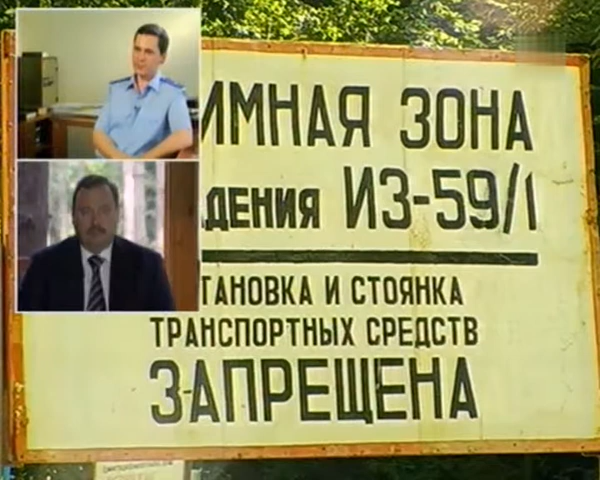 ИМНАЯ ЗОНА
ДЕНИЯ ИЗ-59/1
ТАНОВКА И СТОЯНКА
ТРАНСПОРТНЫХ СРЕДСТВ
ЗАПРЕЩЕНА